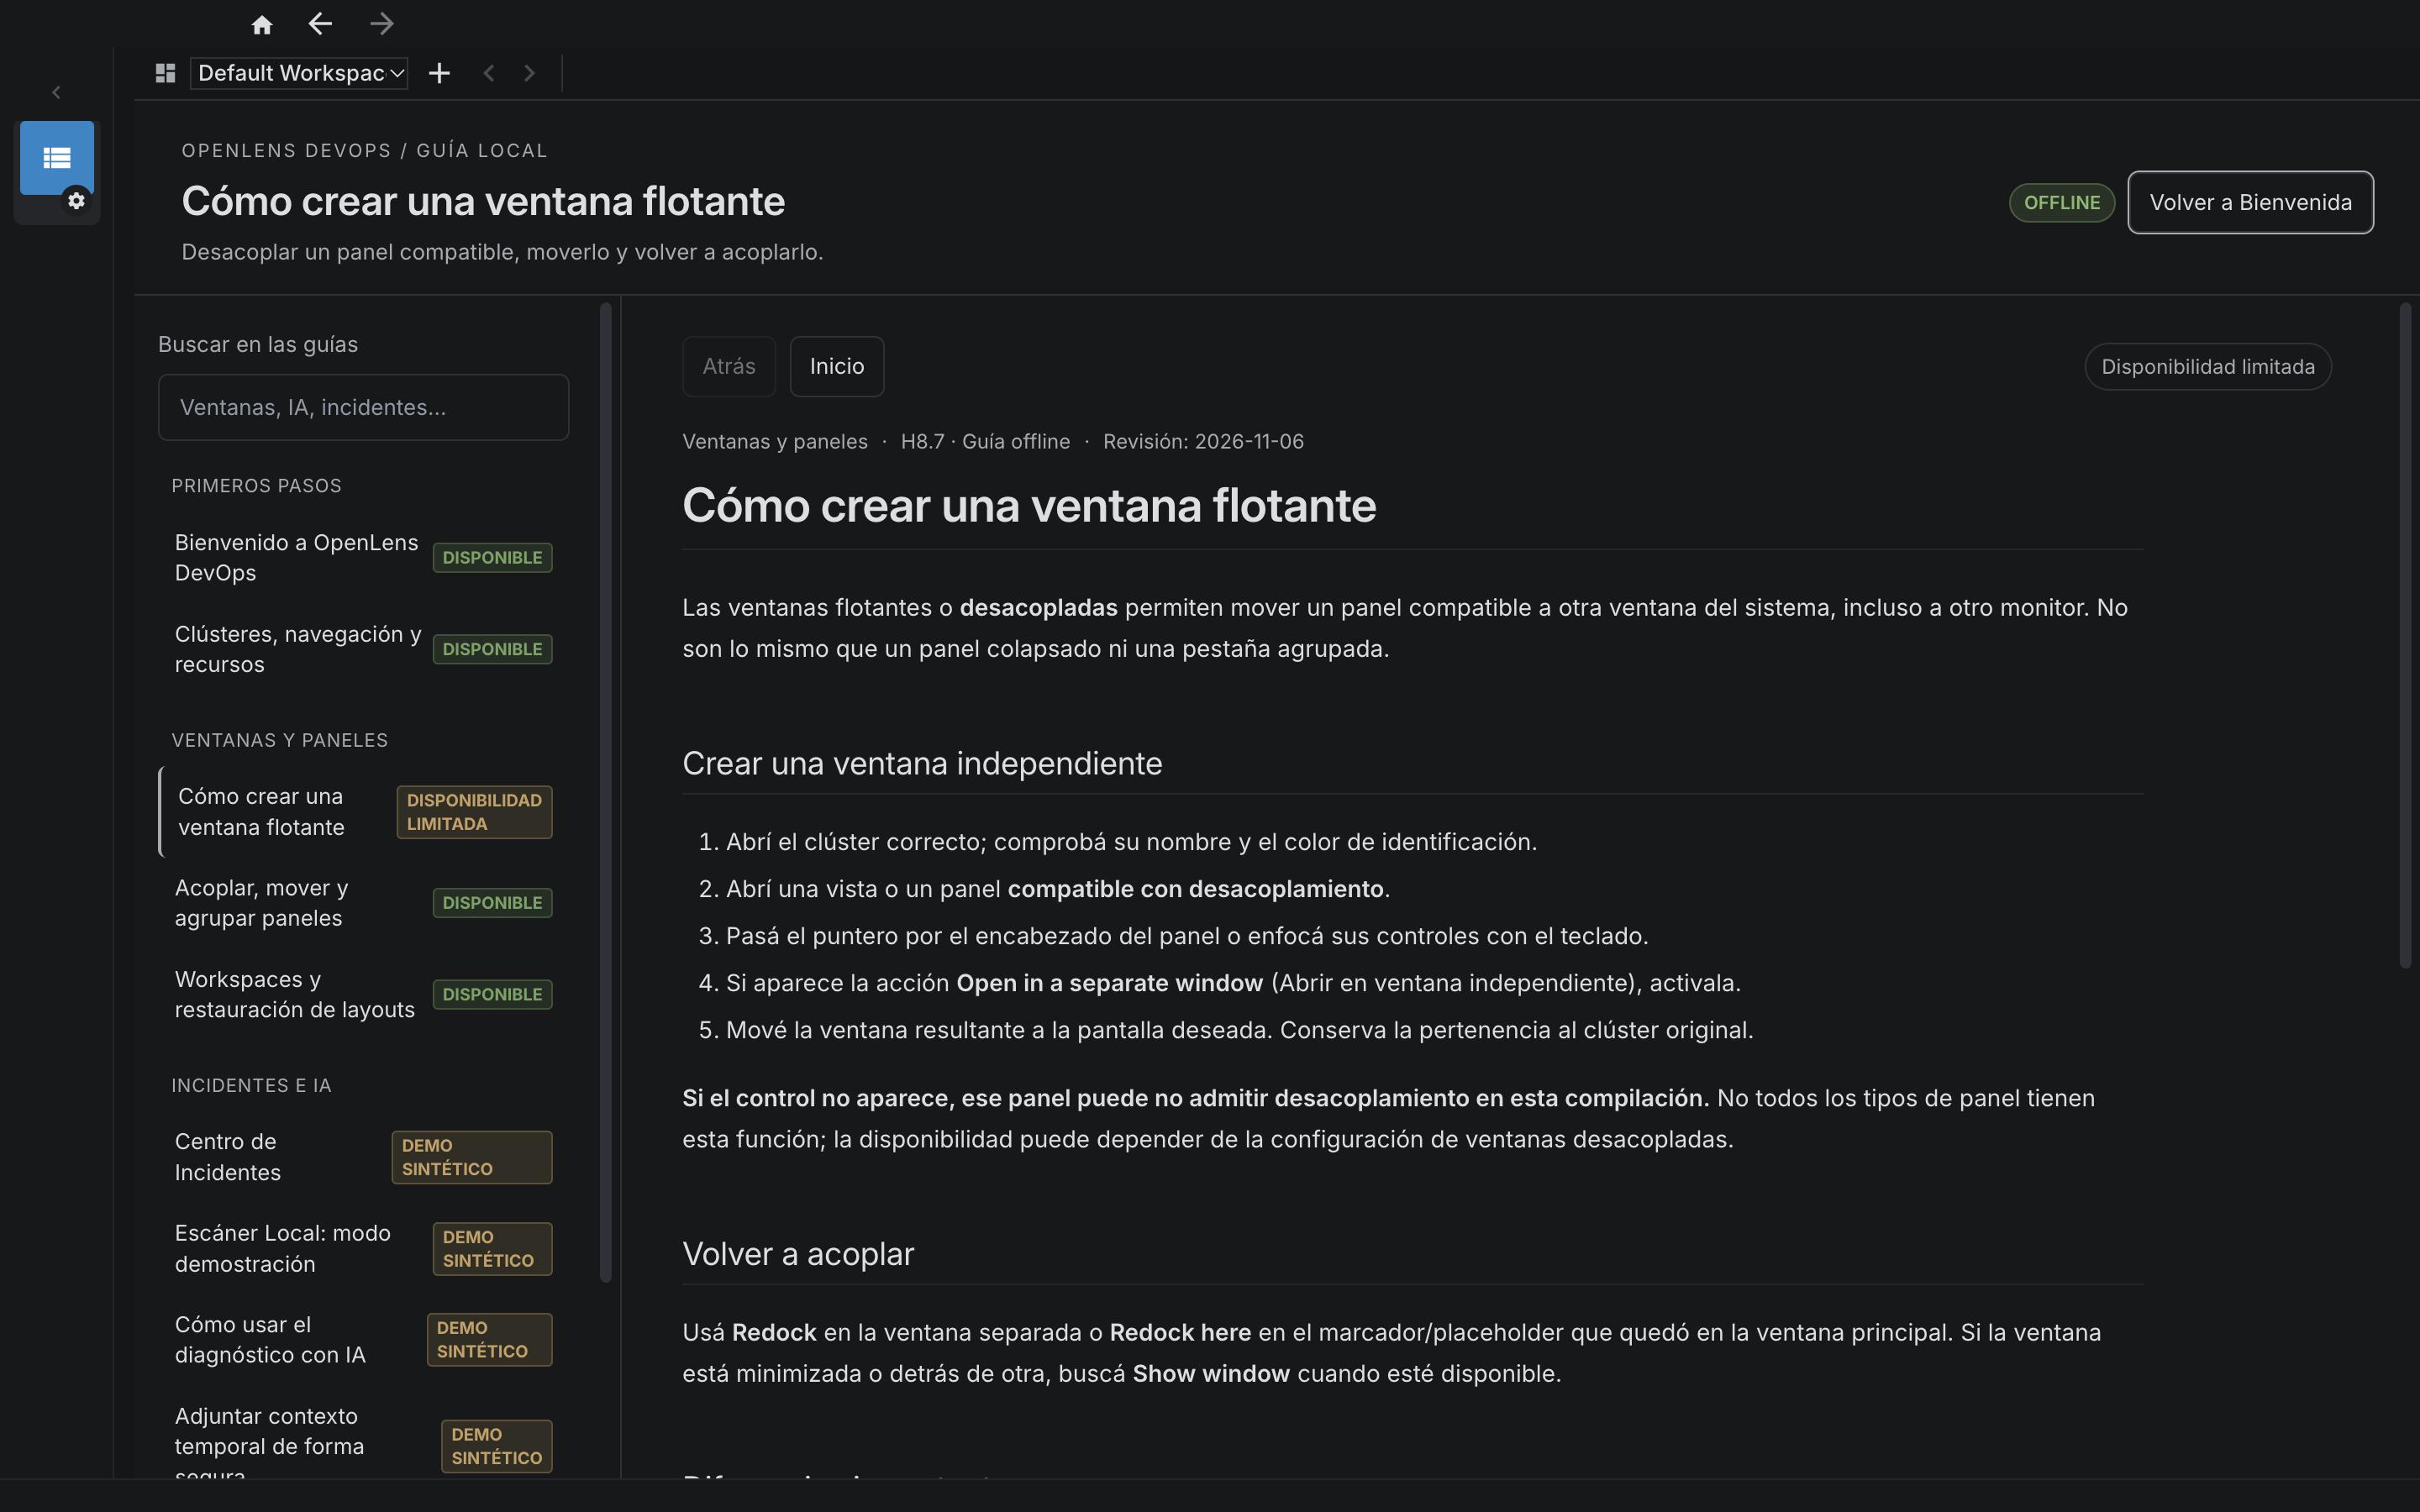 Default Workspac
OPENLENS DEVOPS / GUÍA LOCAL
Cómo crear una ventana flotante
Desacoplar un panel compatible, moverlo y volver a acoplarlo.
OFFLINE
Volver a Bienvenida
Buscar en las guías
Ventanas, IA, incidentes...
PRIMEROS PASOS
Bienvenido a OpenLens
DevOps
DISPONIBLE
Clústeres, navegación y
recursos
DISPONIBLE
VENTANAS Y PANELES
Cómo crear una
ventana flotante
DISPONIBILIDAD
LIMITADA
Acoplar, mover y
agrupar paneles
DISPONIBLE
Workspaces y
restauración de layouts
DISPONIBLE
INCIDENTES E IA
Centro de
Incidentes
DEMO
SINTÉTICO
Escáner Local: modo
demostración
DEMO
SINTÉTICO
Cómo usar el
diagnóstico con IA
DEMO
SINTÉTICO
Adjuntar contexto
temporal de forma
segura
DEMO
SINTÉTICO
Atrás
Inicio
Disponibilidad limitada
Ventanas y paneles · H8.7 · Guía offline · Revisión: 2026-11-06
Cómo crear una ventana flotante
Las ventanas flotantes o desacopladas permiten mover un panel compatible a otra ventana del sistema, incluso a otro monitor. No
son lo mismo que un panel colapsado ni una pestaña agrupada.
Crear una ventana independiente
1. Abrí el clúster correcto; comprobá su nombre y el color de identificación.
2. Abrí una vista o un panel compatible con desacoplamiento.
3. Pasá el puntero por el encabezado del panel o enfocá sus controles con el teclado.
4. Si aparece la acción Open in a separate window (Abrir en ventana independiente), activala.
5. Mové la ventana resultante a la pantalla deseada. Conserva la pertenencia al clúster original.
Si el control no aparece, ese panel puede no admitir desacoplamiento en esta compilación. No todos los tipos de panel tienen
esta función; la disponibilidad puede depender de la configuración de ventanas desacopladas.
Volver a acoplar
Usá Redock en la ventana separada o Redock here en el marcador/placeholder que quedó en la ventana principal. Si la ventana
está minimizada o detrás de otra, buscá Show window cuando esté disponible.